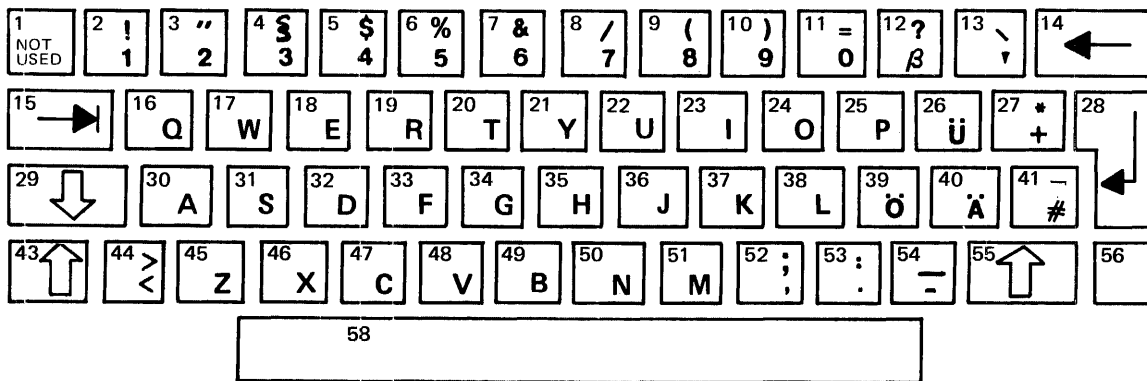 1 NOT USED 2 ! 1 3 " 2 4 § 3 5 $ 4 6 % 5 7 & 6 8 / 7 9 ( 8 10 ) 9 11 = 0 12 ? β 13 ` ' 14
15 16 Q 17 W 18 E 19 R 20 T 21 Y 22 U 23 I 24 O 25 P 26 Ü 27 * + 28
29 30 A 31 S 32 D 33 F 34 G 35 H 36 J 37 K 38 L 39 Ö 40 Ä 41 ¬ #
43 44 > < 45 Z 46 X 47 C 48 V 49 B 50 N 51 M 52 ; , 53 : . 54 — - 55 56
58